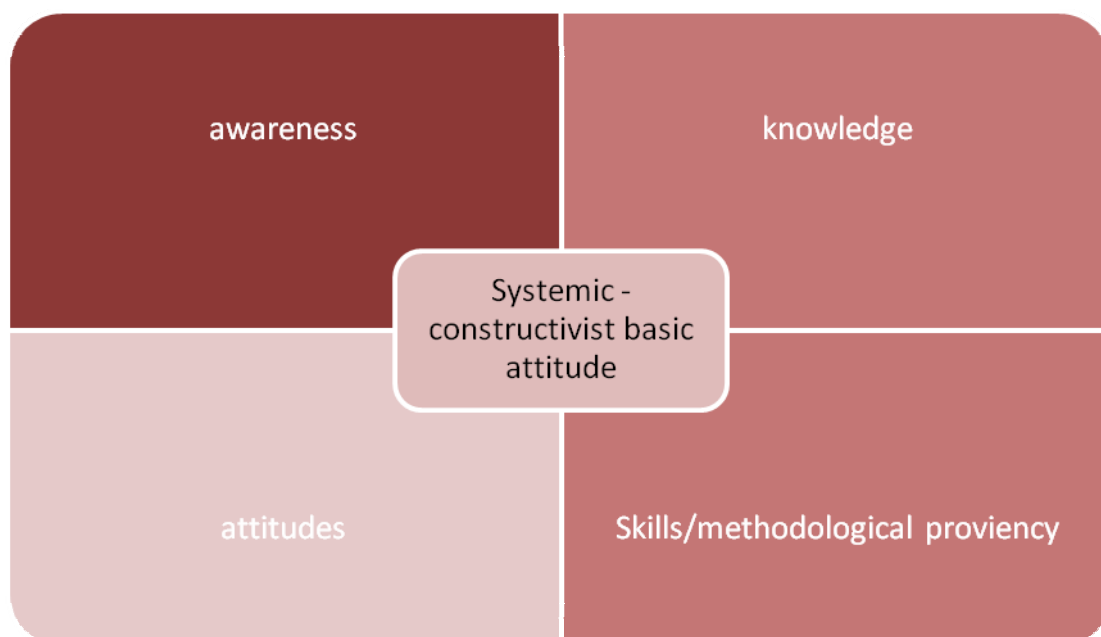 awareness
knowledge
Systemic -
constructivist basic
attitude
attitudes
Skills/methodological proviency